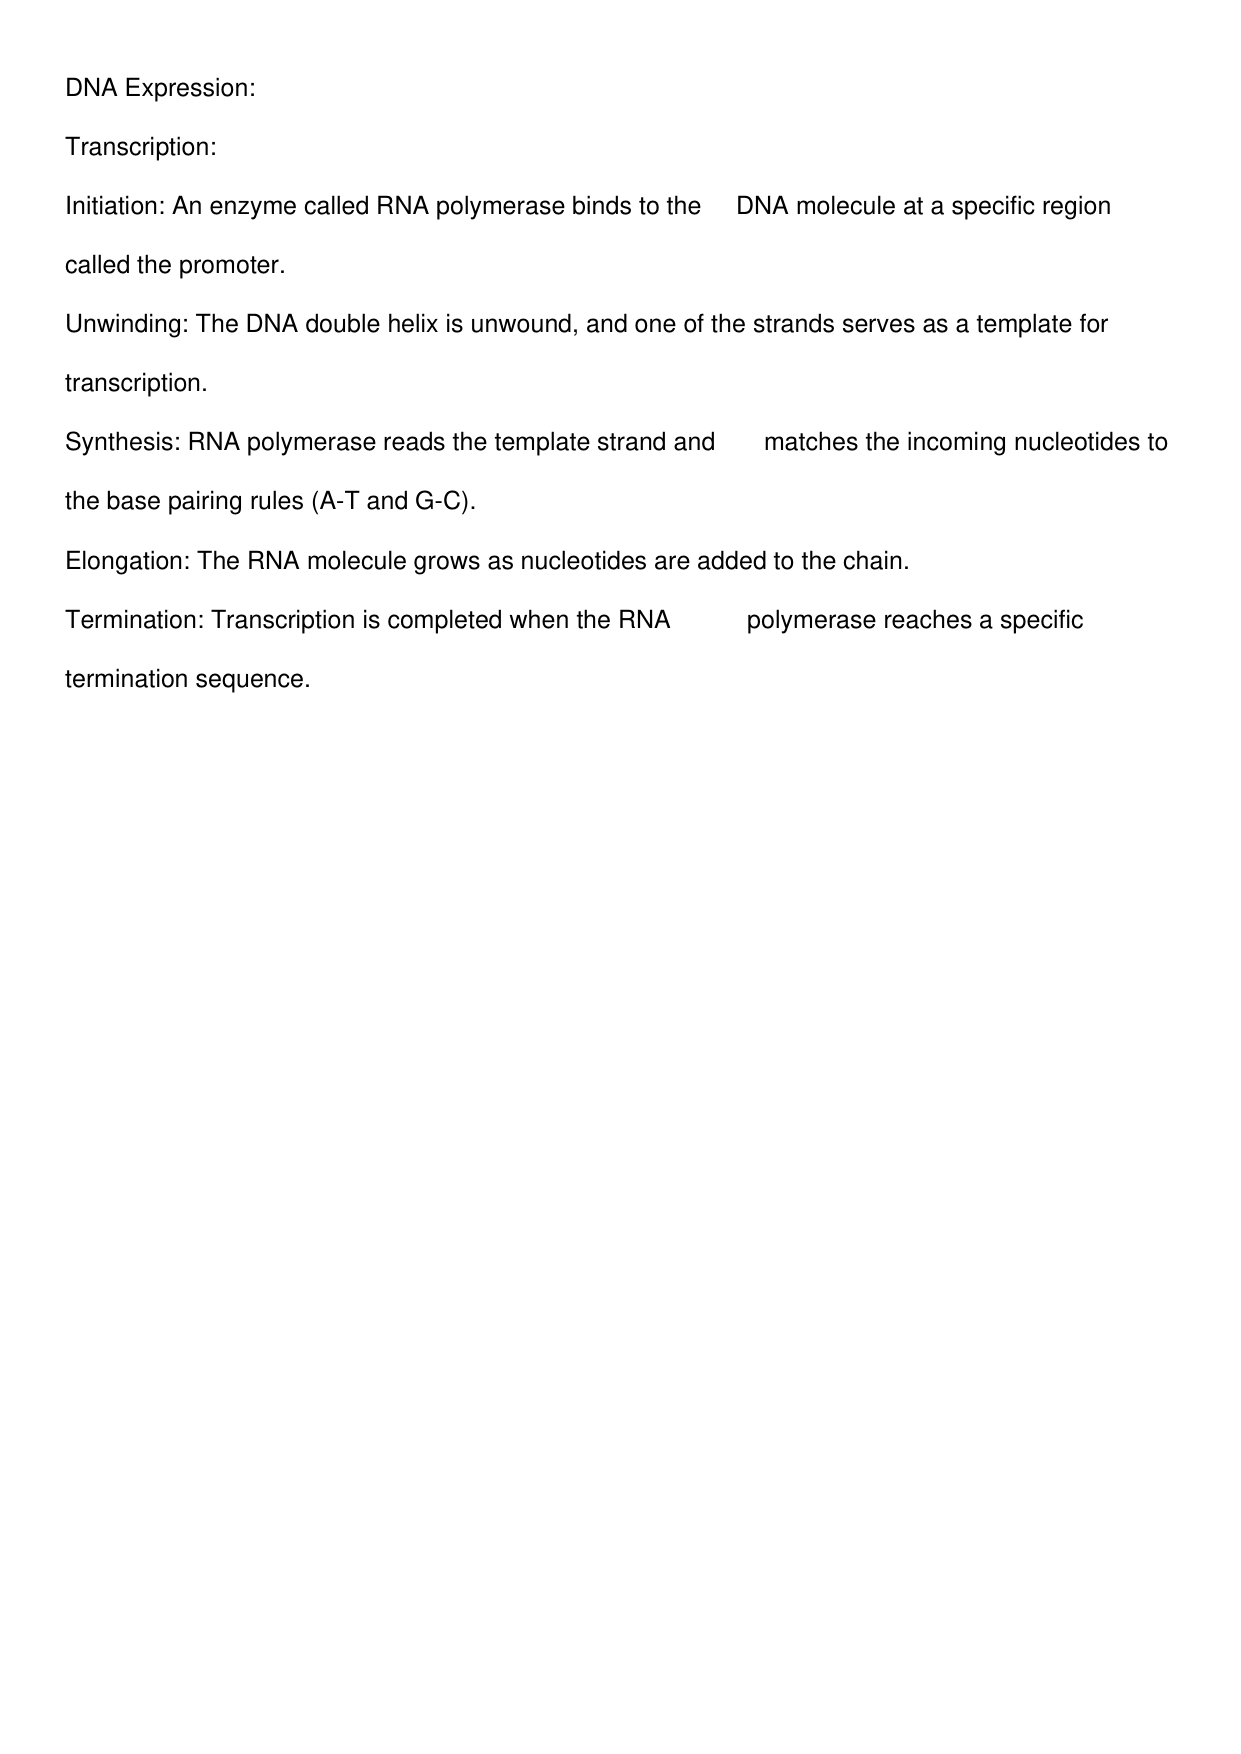 DNA Expression:
Transcription:
Initiation: An enzyme called RNA polymerase binds to the DNA molecule at a specific region
called the promoter.
Unwinding: The DNA double helix is unwound, and one of the strands serves as a template for
transcription.
Synthesis: RNA polymerase reads the template strand and matches the incoming nucleotides to
the base pairing rules (A-T and G-C).
Elongation: The RNA molecule grows as nucleotides are added to the chain.
Termination: Transcription is completed when the RNA polymerase reaches a specific
termination sequence.